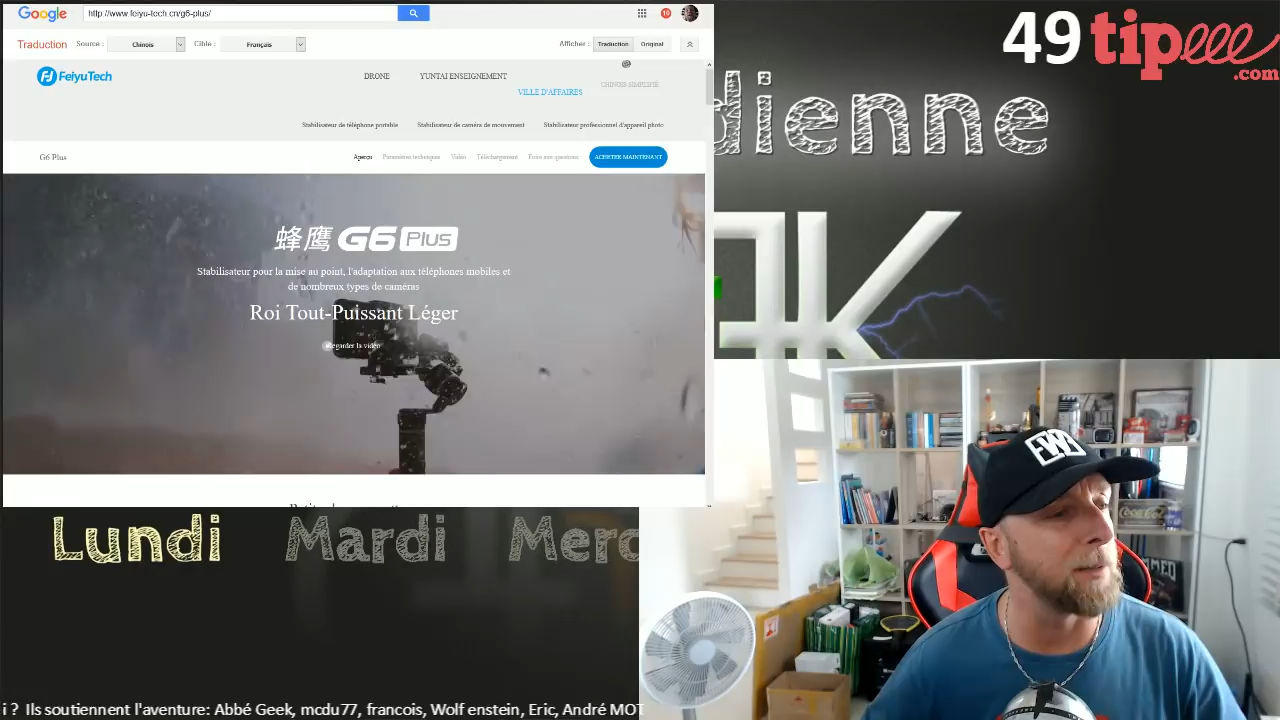 Google http://www.feiyu-tech.cn/g6-plus/ 10
Traduction Source : Chinois Cible : Français Afficher : Traduction Original
FeiyuTech DRONE YUNTAI ENSEIGNEMENT
VILLE D'AFFAIRES CHINOIS SIMPLIFIÉ
Stabilisateur de téléphone portable Stabilisateur de caméra de mouvement Stabilisateur professionnel d'appareil photo
G6 Plus Aperçu Paramètres techniques Vidéo Téléchargement Foire aux questions ACHETER MAINTENANT
蜂鹰 G6 Plus
Stabilisateur pour la mise au point, l'adaptation aux téléphones mobiles et
de nombreux types de caméras
Roi Tout-Puissant Léger
Regarder la vidéo
49 tipeee
.com
dienne
K
Lundi Mardi Merc
i ? Ils soutiennent l'aventure: Abbé Geek, mcdu77, francois, Wolf enstein, Eric, André MOT